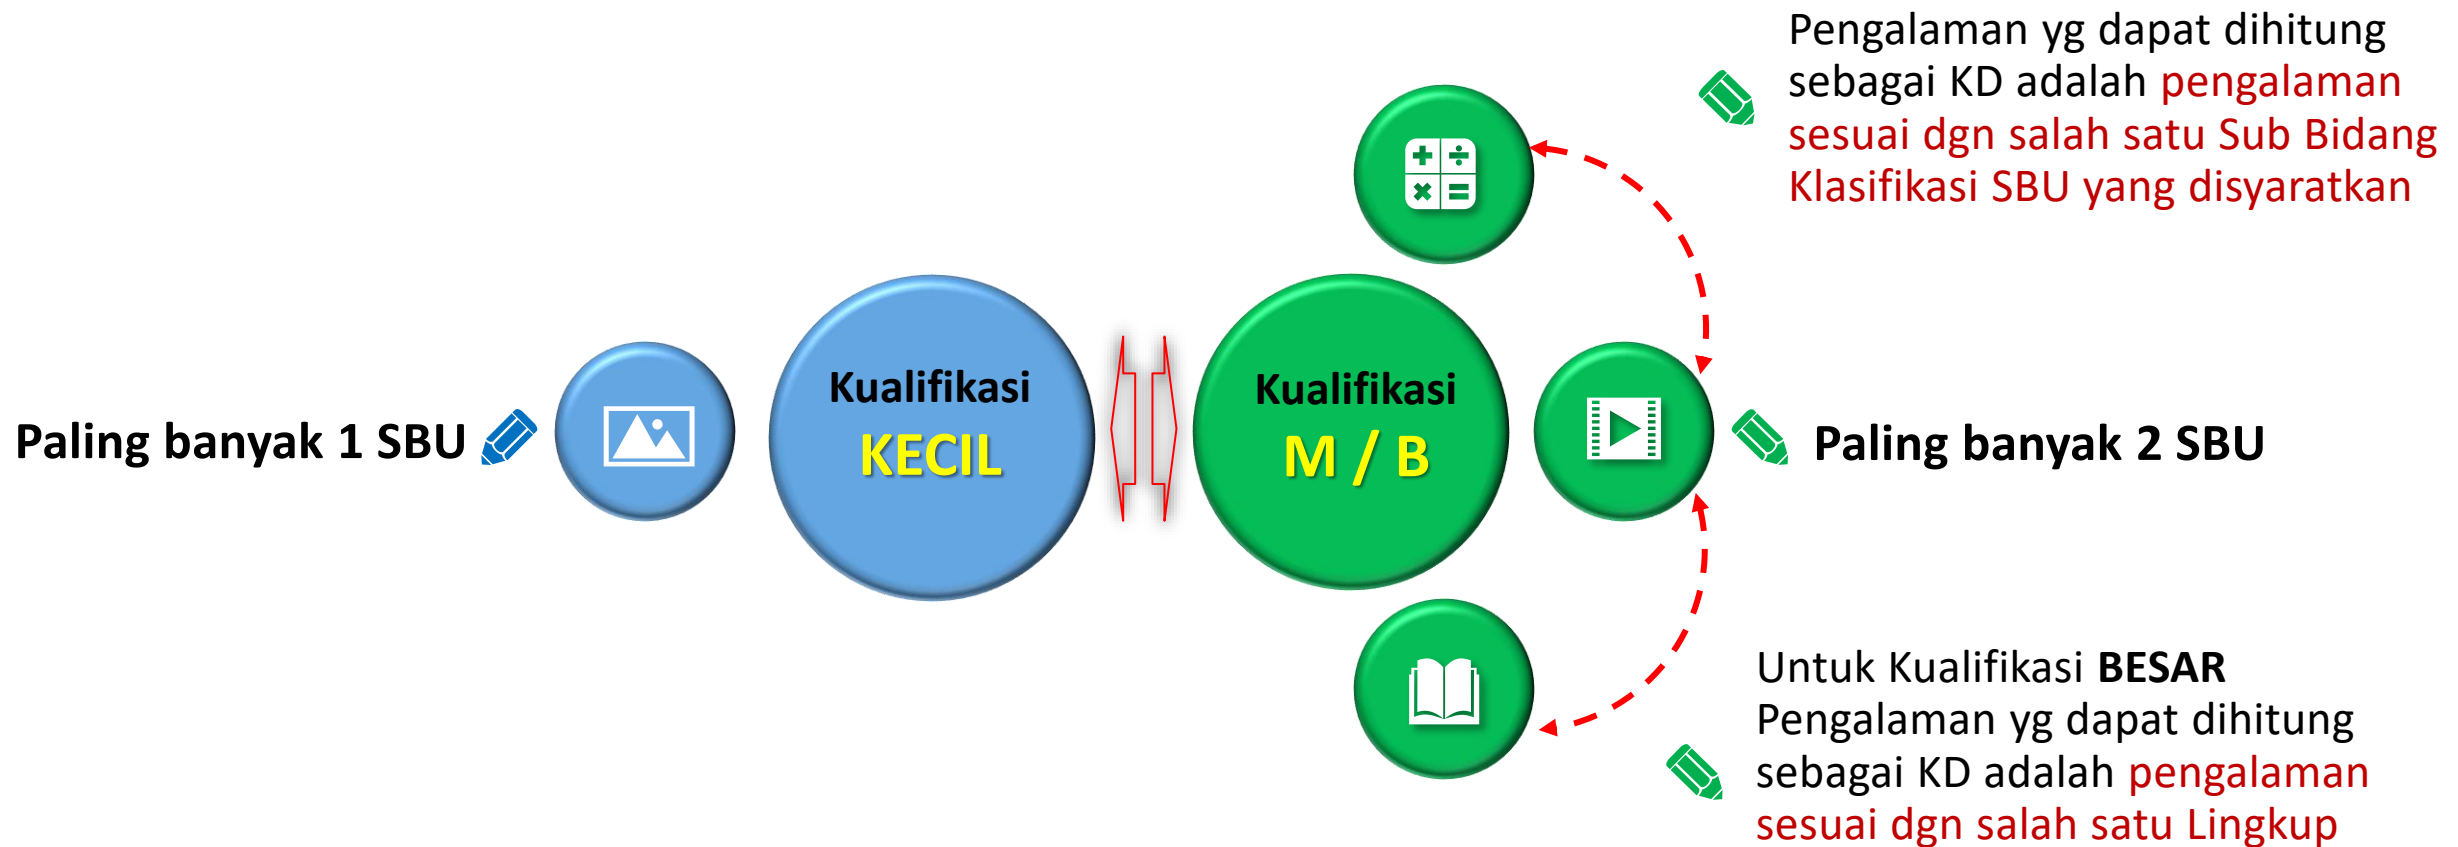 Paling banyak 1 SBU
Kualifikasi
KECIL
Kualifikasi
M / B
Pengalaman yg dapat dihitung
sebagai KD adalah pengalaman
sesuai dgn salah satu Sub Bidang
Klasifikasi SBU yang disyaratkan
Paling banyak 2 SBU
Untuk Kualifikasi BESAR
Pengalaman yg dapat dihitung
sebagai KD adalah pengalaman
sesuai dgn salah satu Lingkup